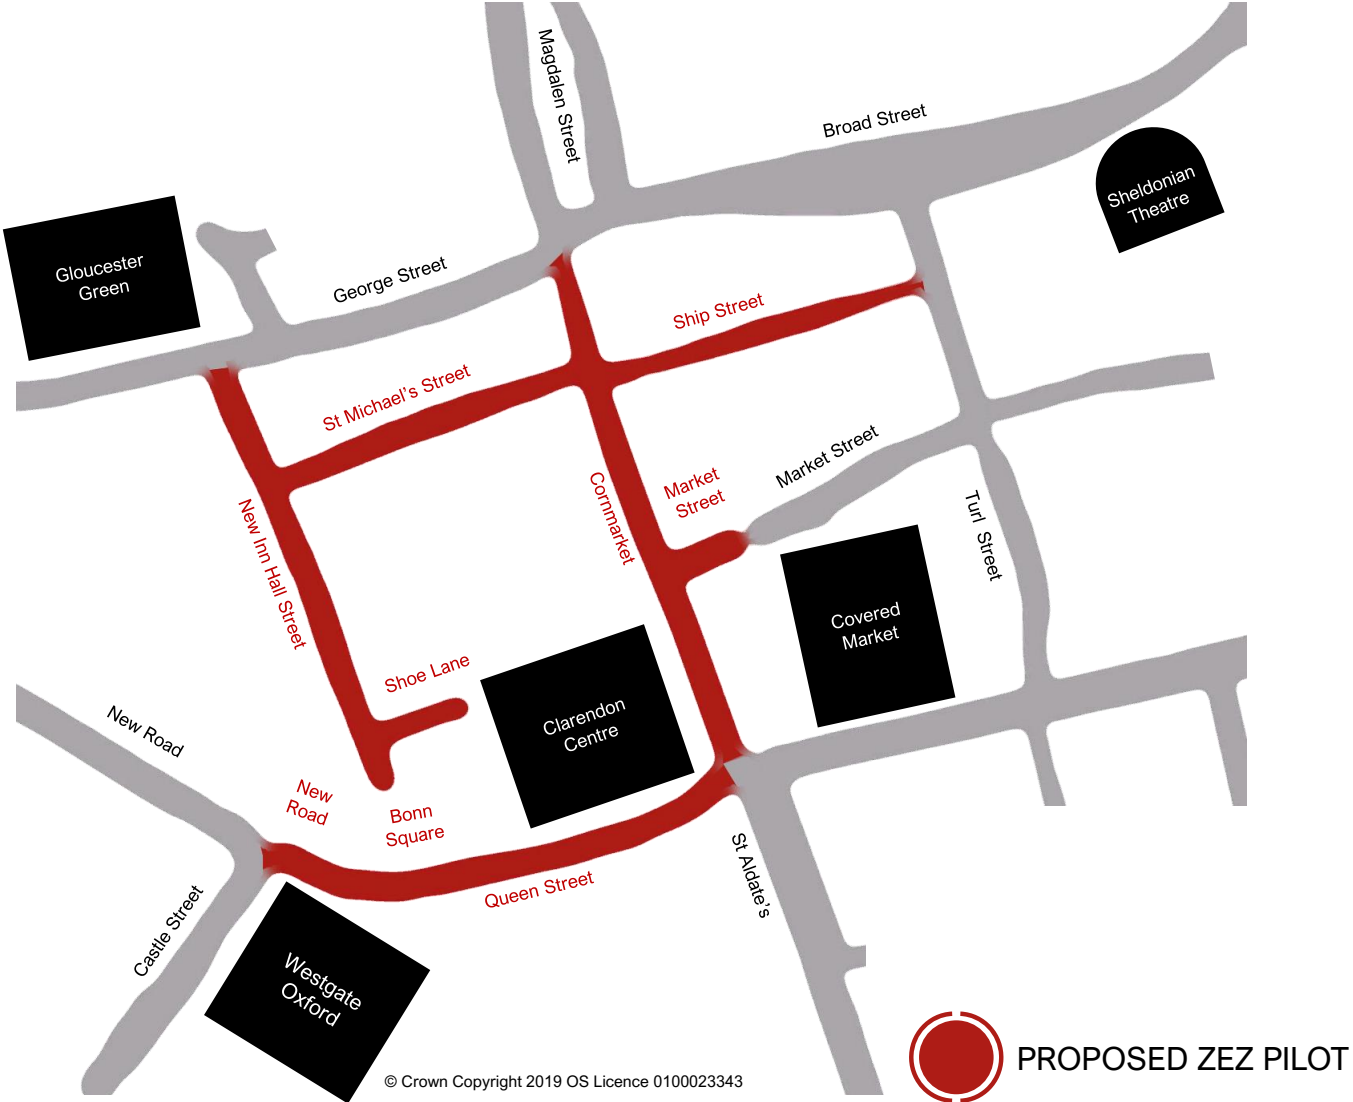 Magdalen Street
Broad Street
Sheldonian
Theatre
Gloucester
Green
George Street
Ship Street
St Michael's Street
Market Street
Market
Street
Cornmarket
New Inn Hall Street
Turl Street
Covered
Market
Shoe Lane
Clarendon
Centre
New Road
New
Road
Bonn
Square
Queen Street
St Aldate's
Castle Street
Westgate
Oxford
PROPOSED ZEZ PILOT
© Crown Copyright 2019 OS Licence 0100023343